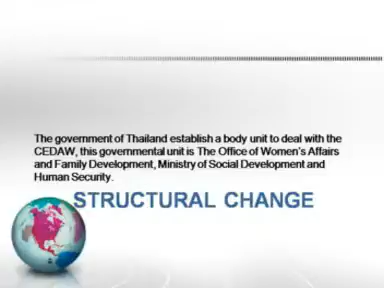 The government of Thailand establish a body unit to deal with the
CEDAW, this governmental unit is The Office of Women's Affairs
and Family Development, Ministry of Social Development and
Human Security.
STRUCTURAL CHANGE